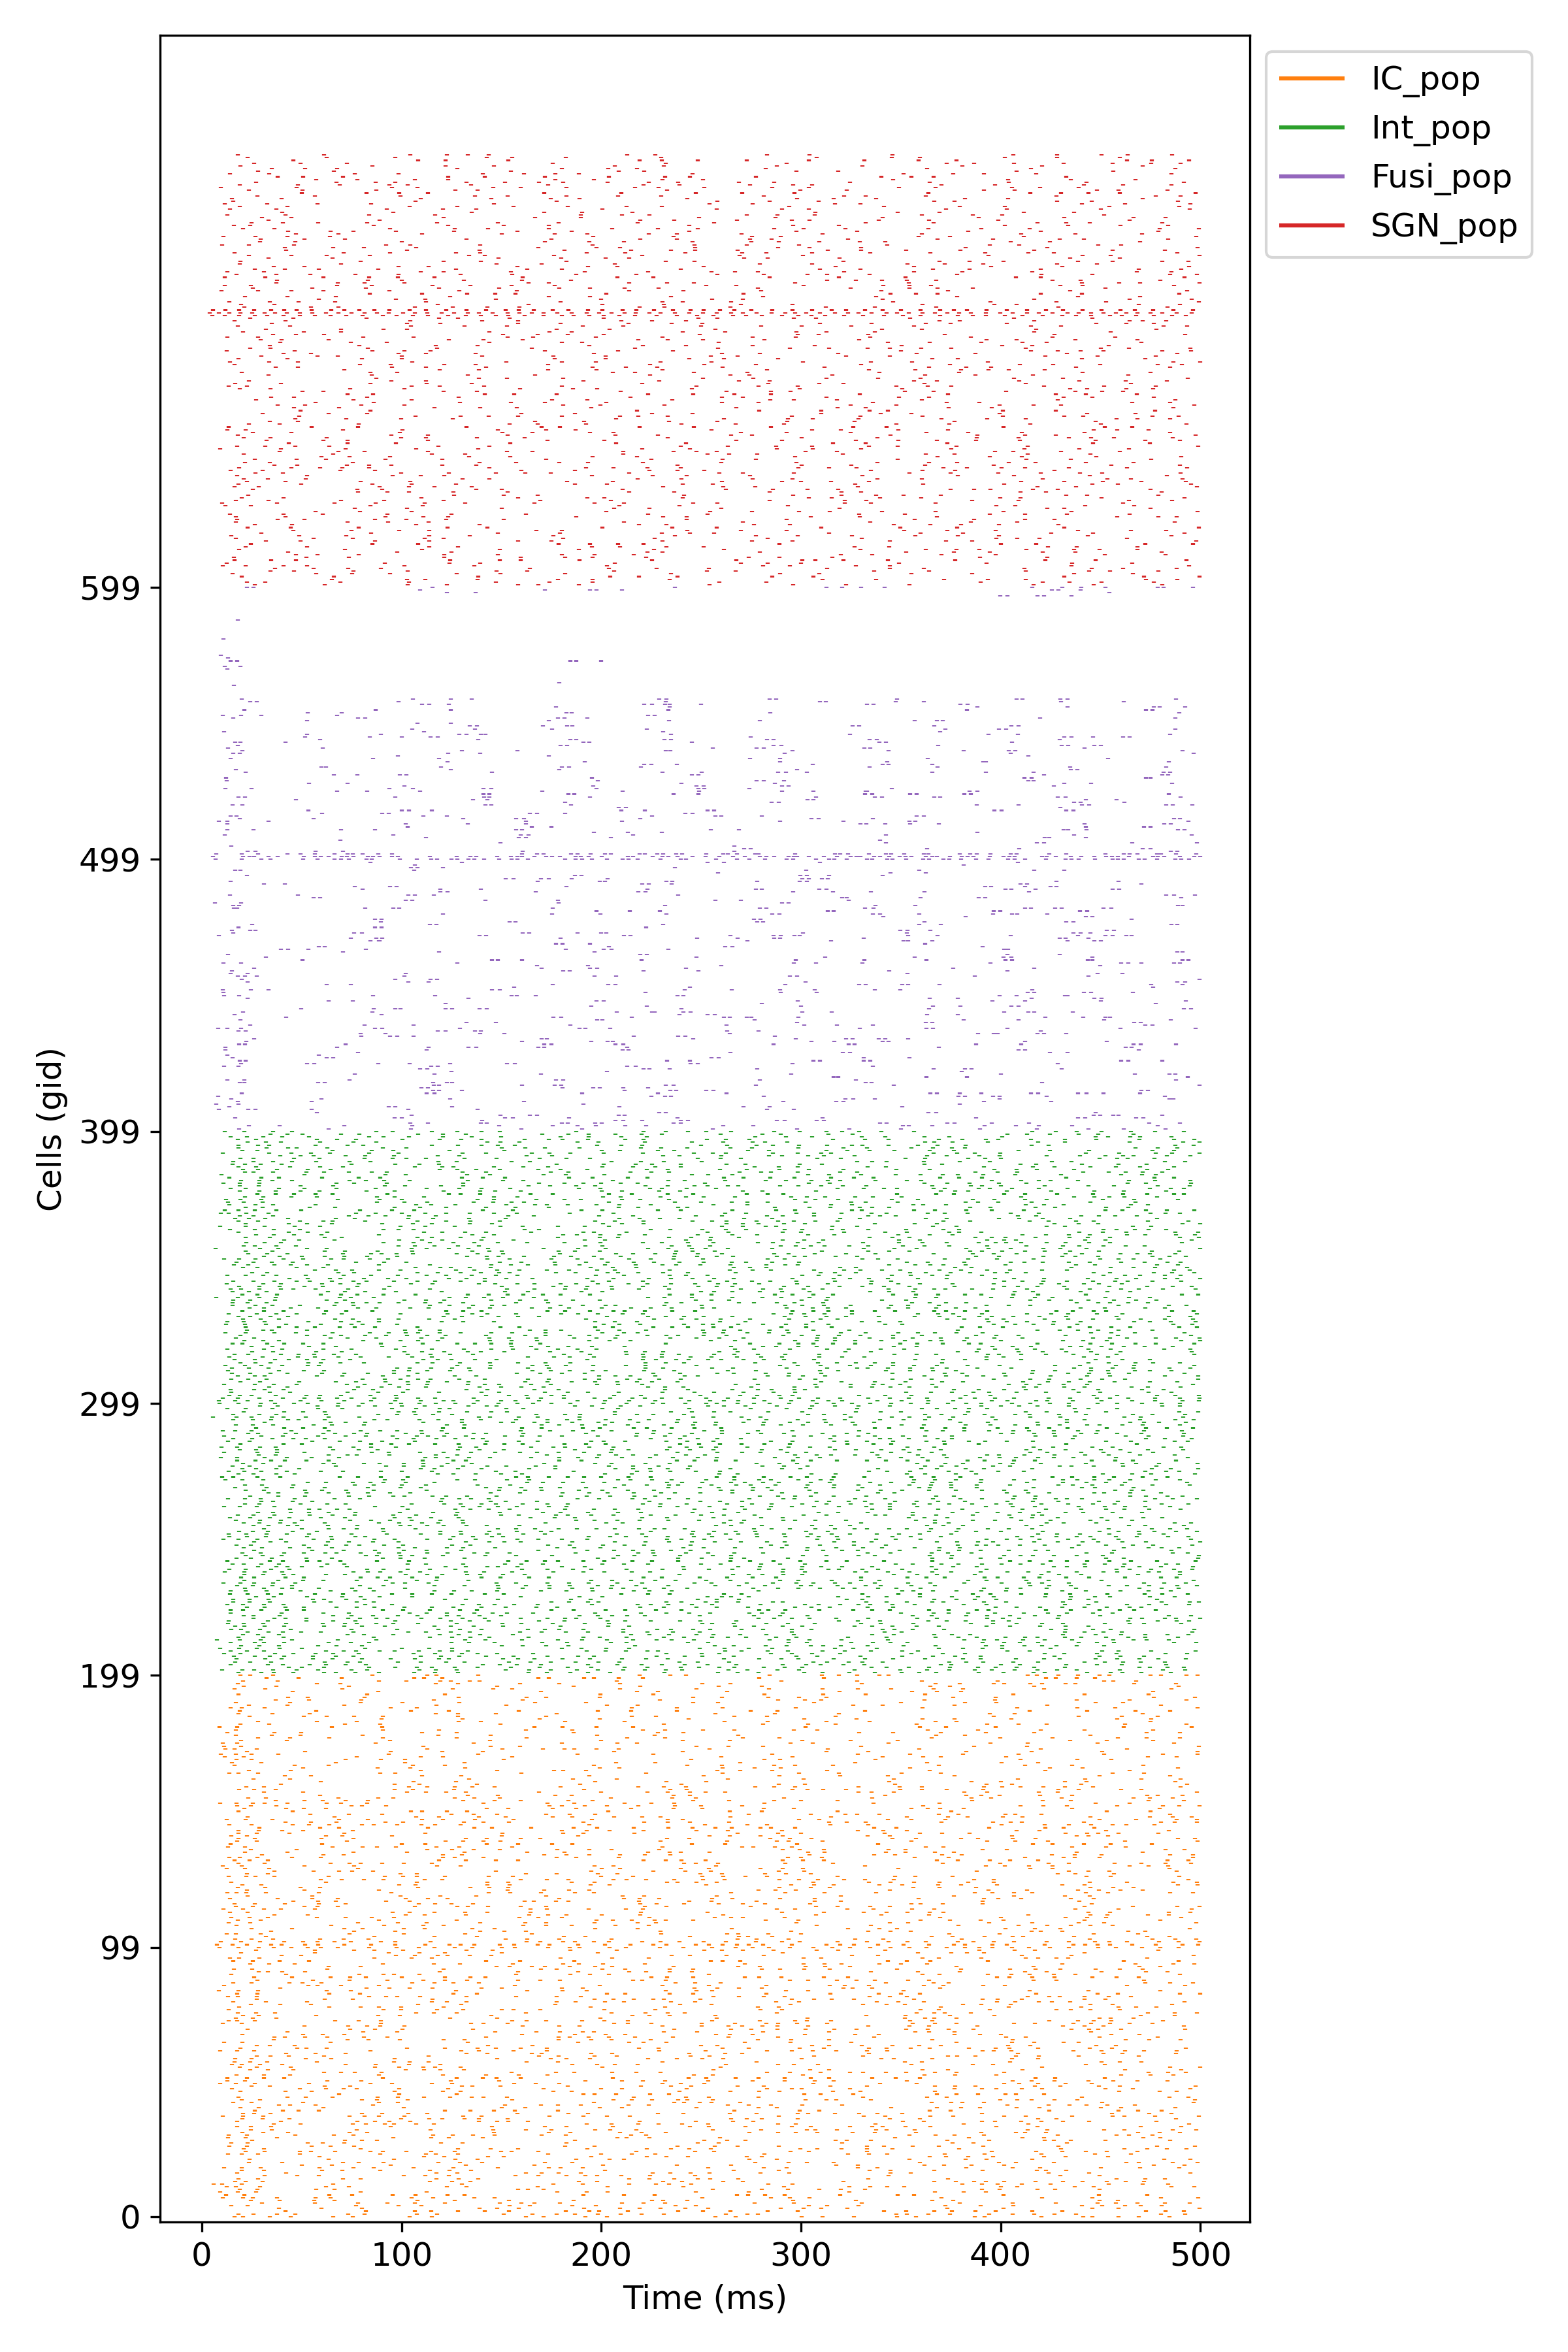 IC_pop
Int_pop
Fusi_pop
SGN_pop
599
499
399
299
199
99
0
Cells (gid)
0 100 200 300 400 500
Time (ms)